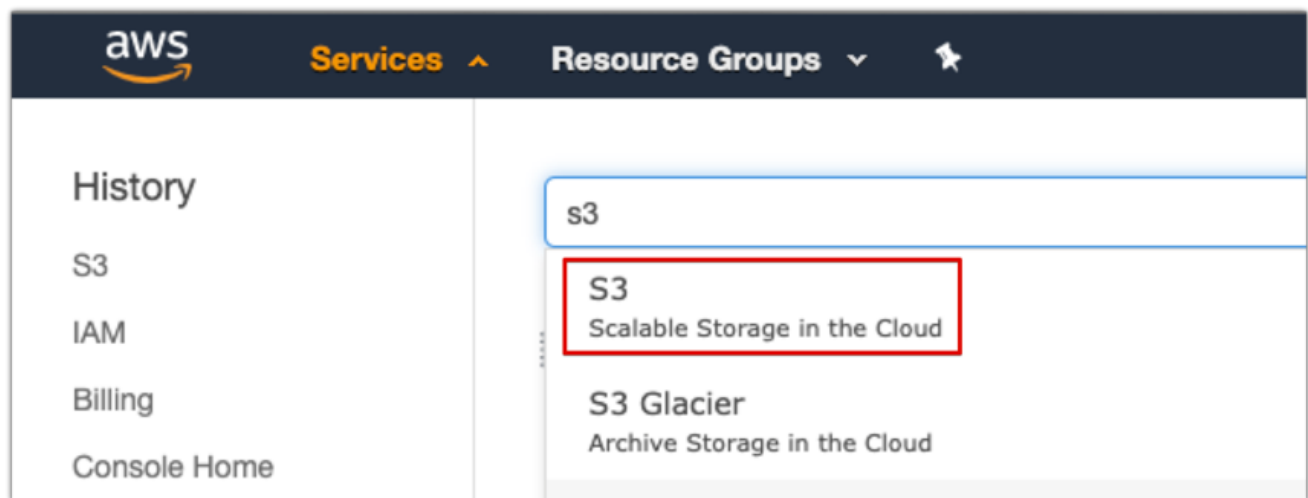 aws
Services
Resource Groups
History
S3
IAM
Billing
Console Home
s3
S3
Scalable Storage in the Cloud
S3 Glacier
Archive Storage in the Cloud